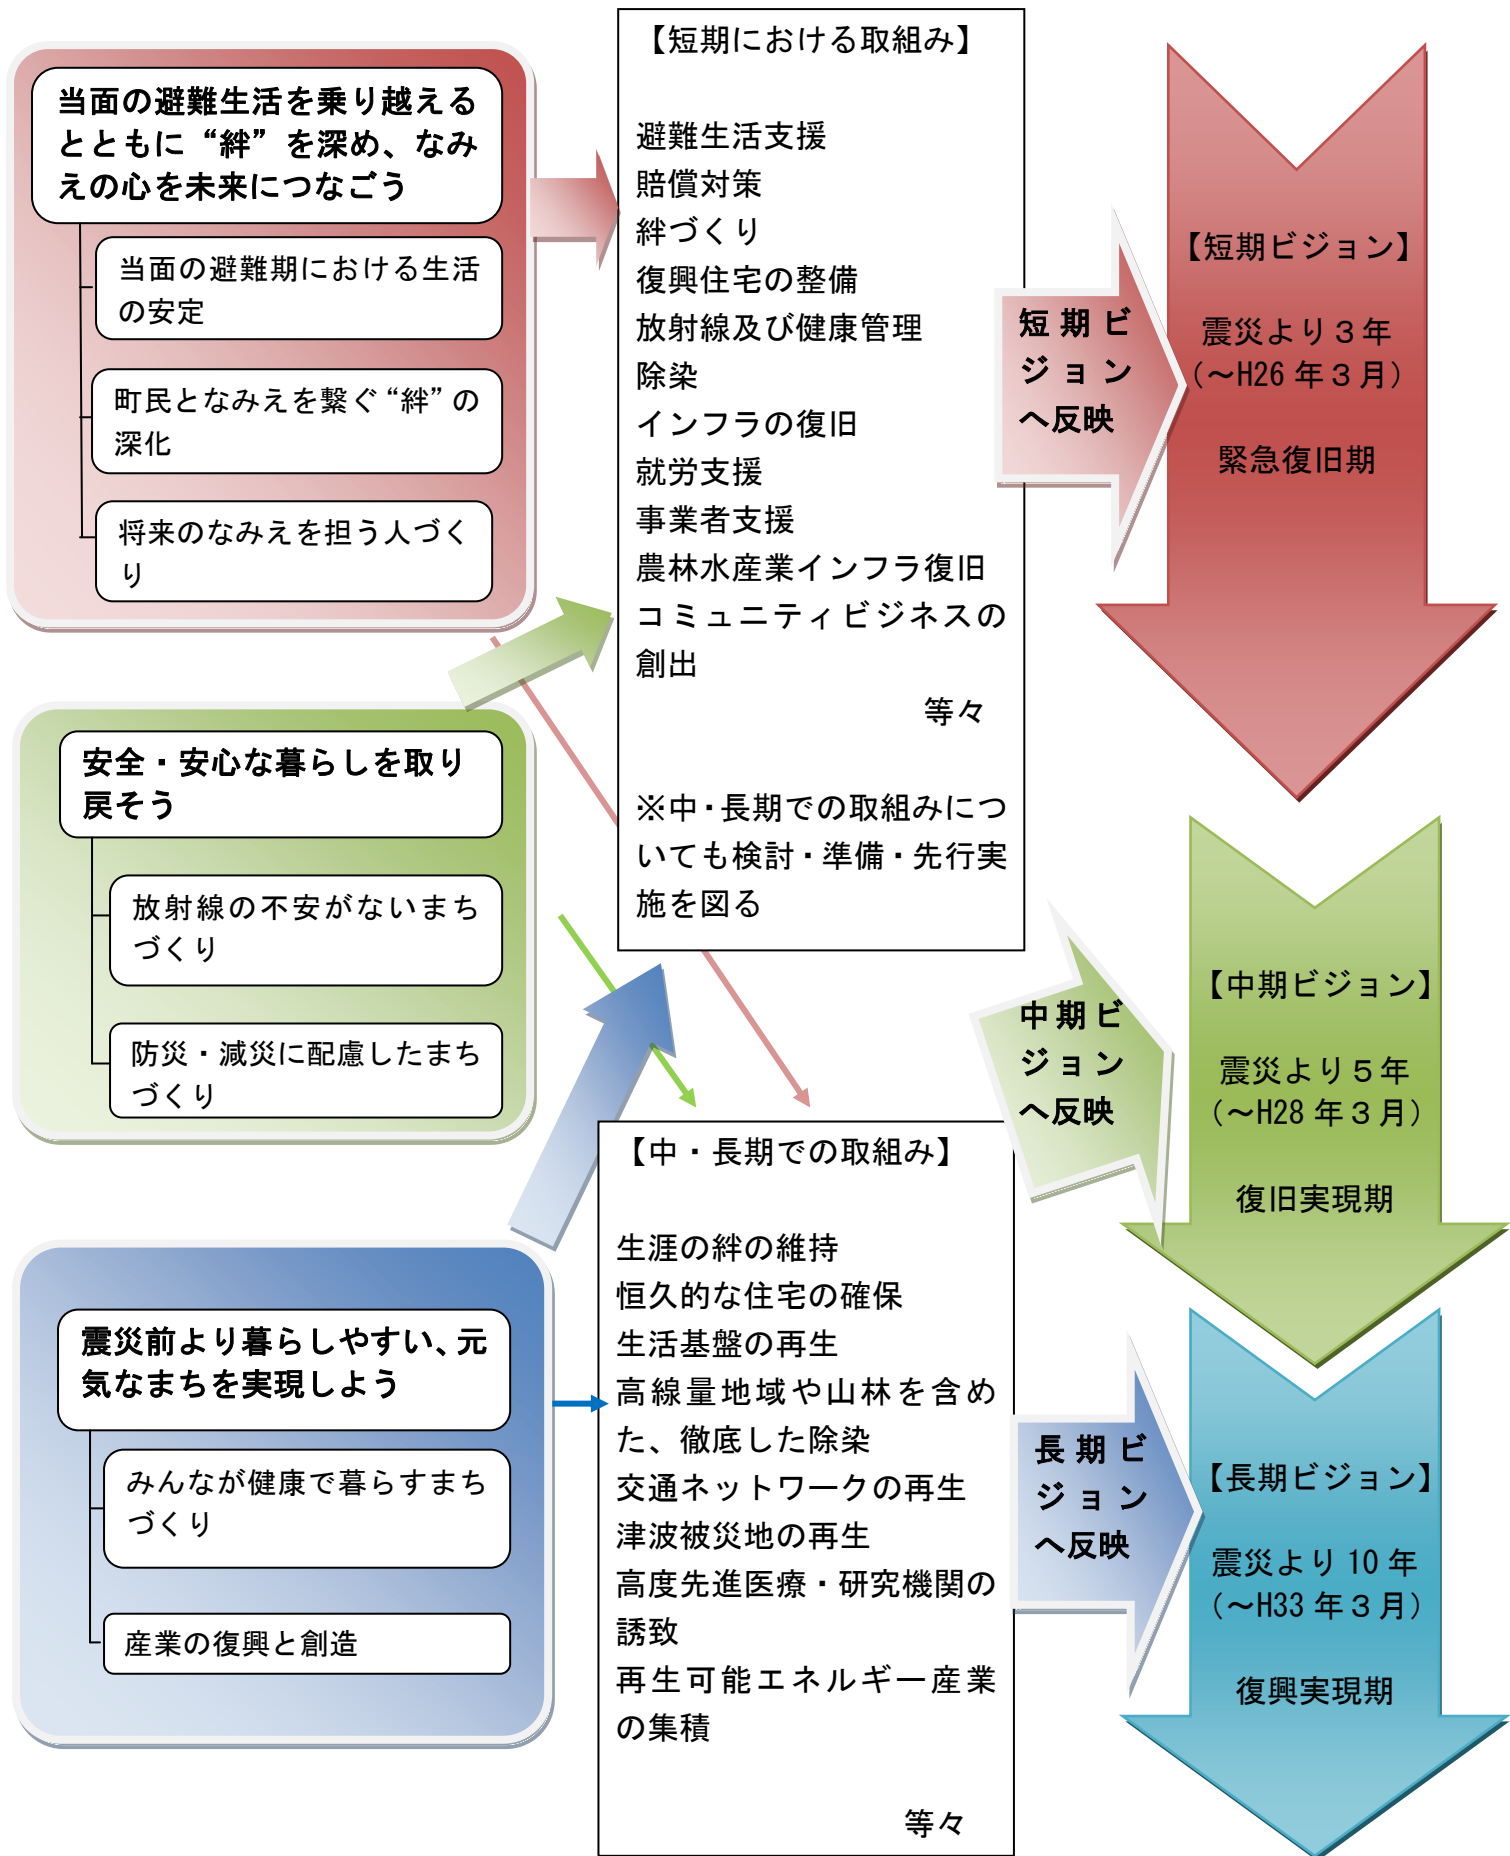 当面の避難生活を乗り越える
とともに“絆”を深め、なみ
えの心を未来につなごう
当面の避難期における生活
の安定
町民となみえを繋ぐ“絆”の
深化
将来のなみえを担う人づく
り
安全・安心な暮らしを取り
戻そう
放射線の不安がないまち
づくり
防災・減災に配慮したまち
づくり
震災前より暮らしやすい、元
気なまちを実現しよう
みんなが健康で暮らすまち
づくり
産業の復興と創造
【短期における取組み】
避難生活支援
賠償対策
絆づくり
復興住宅の整備
放射線及び健康管理
除染
インフラの復旧
就労支援
事業者支援
農林水産業インフラ復旧
コミュニティビジネスの
創出
等々
※中・長期での取組みにつ
いても検討・準備・先行実
施を図る
【中・長期での取組み】
生涯の絆の維持
恒久的な住宅の確保
生活基盤の再生
高線量地域や山林を含め
た、徹底した除染
交通ネットワークの再生
津波被災地の再生
高度先進医療・研究機関の
誘致
再生可能エネルギー産業
の集積
等々
短期ビ
ジョン
へ反映
中期ビ
ジョン
へ反映
長期ビ
ジョン
へ反映
【短期ビジョン】
震災より３年
（～H26年３月）
緊急復旧期
【中期ビジョン】
震災より５年
（～H28年３月）
復旧実現期
【長期ビジョン】
震災より10年
（～H33年３月）
復興実現期